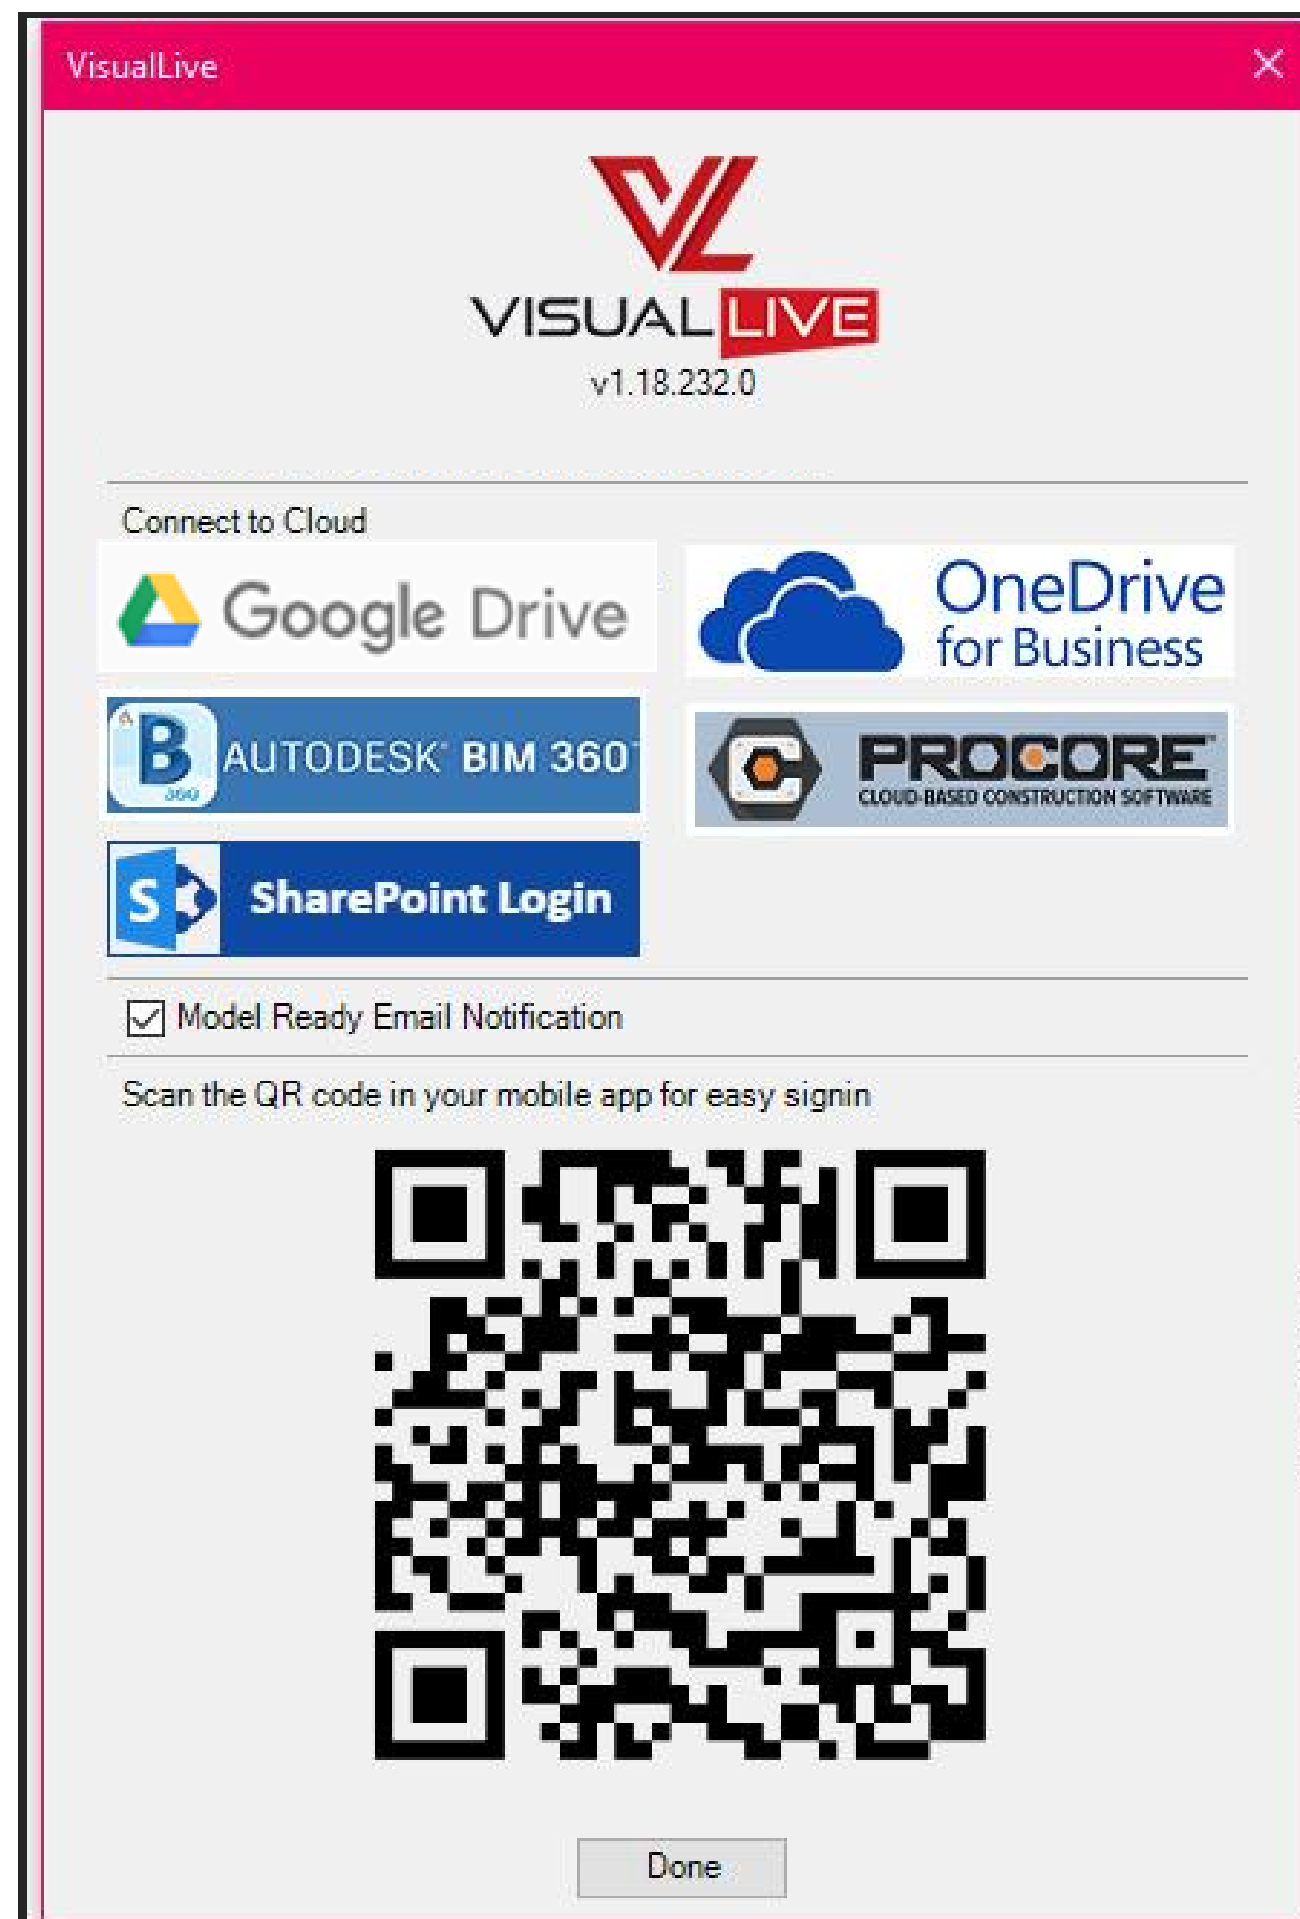 VisualLive
VISUAL LIVE
v1.18.232.0
Connect to Cloud
Google Drive
OneDrive
for Business
B
360
AUTODESK® BIM 360™
PROCORE™
CLOUD-BASED CONSTRUCTION SOFTWARE
S
SharePoint Login
Model Ready Email Notification
Scan the QR code in your mobile app for easy signin
Done